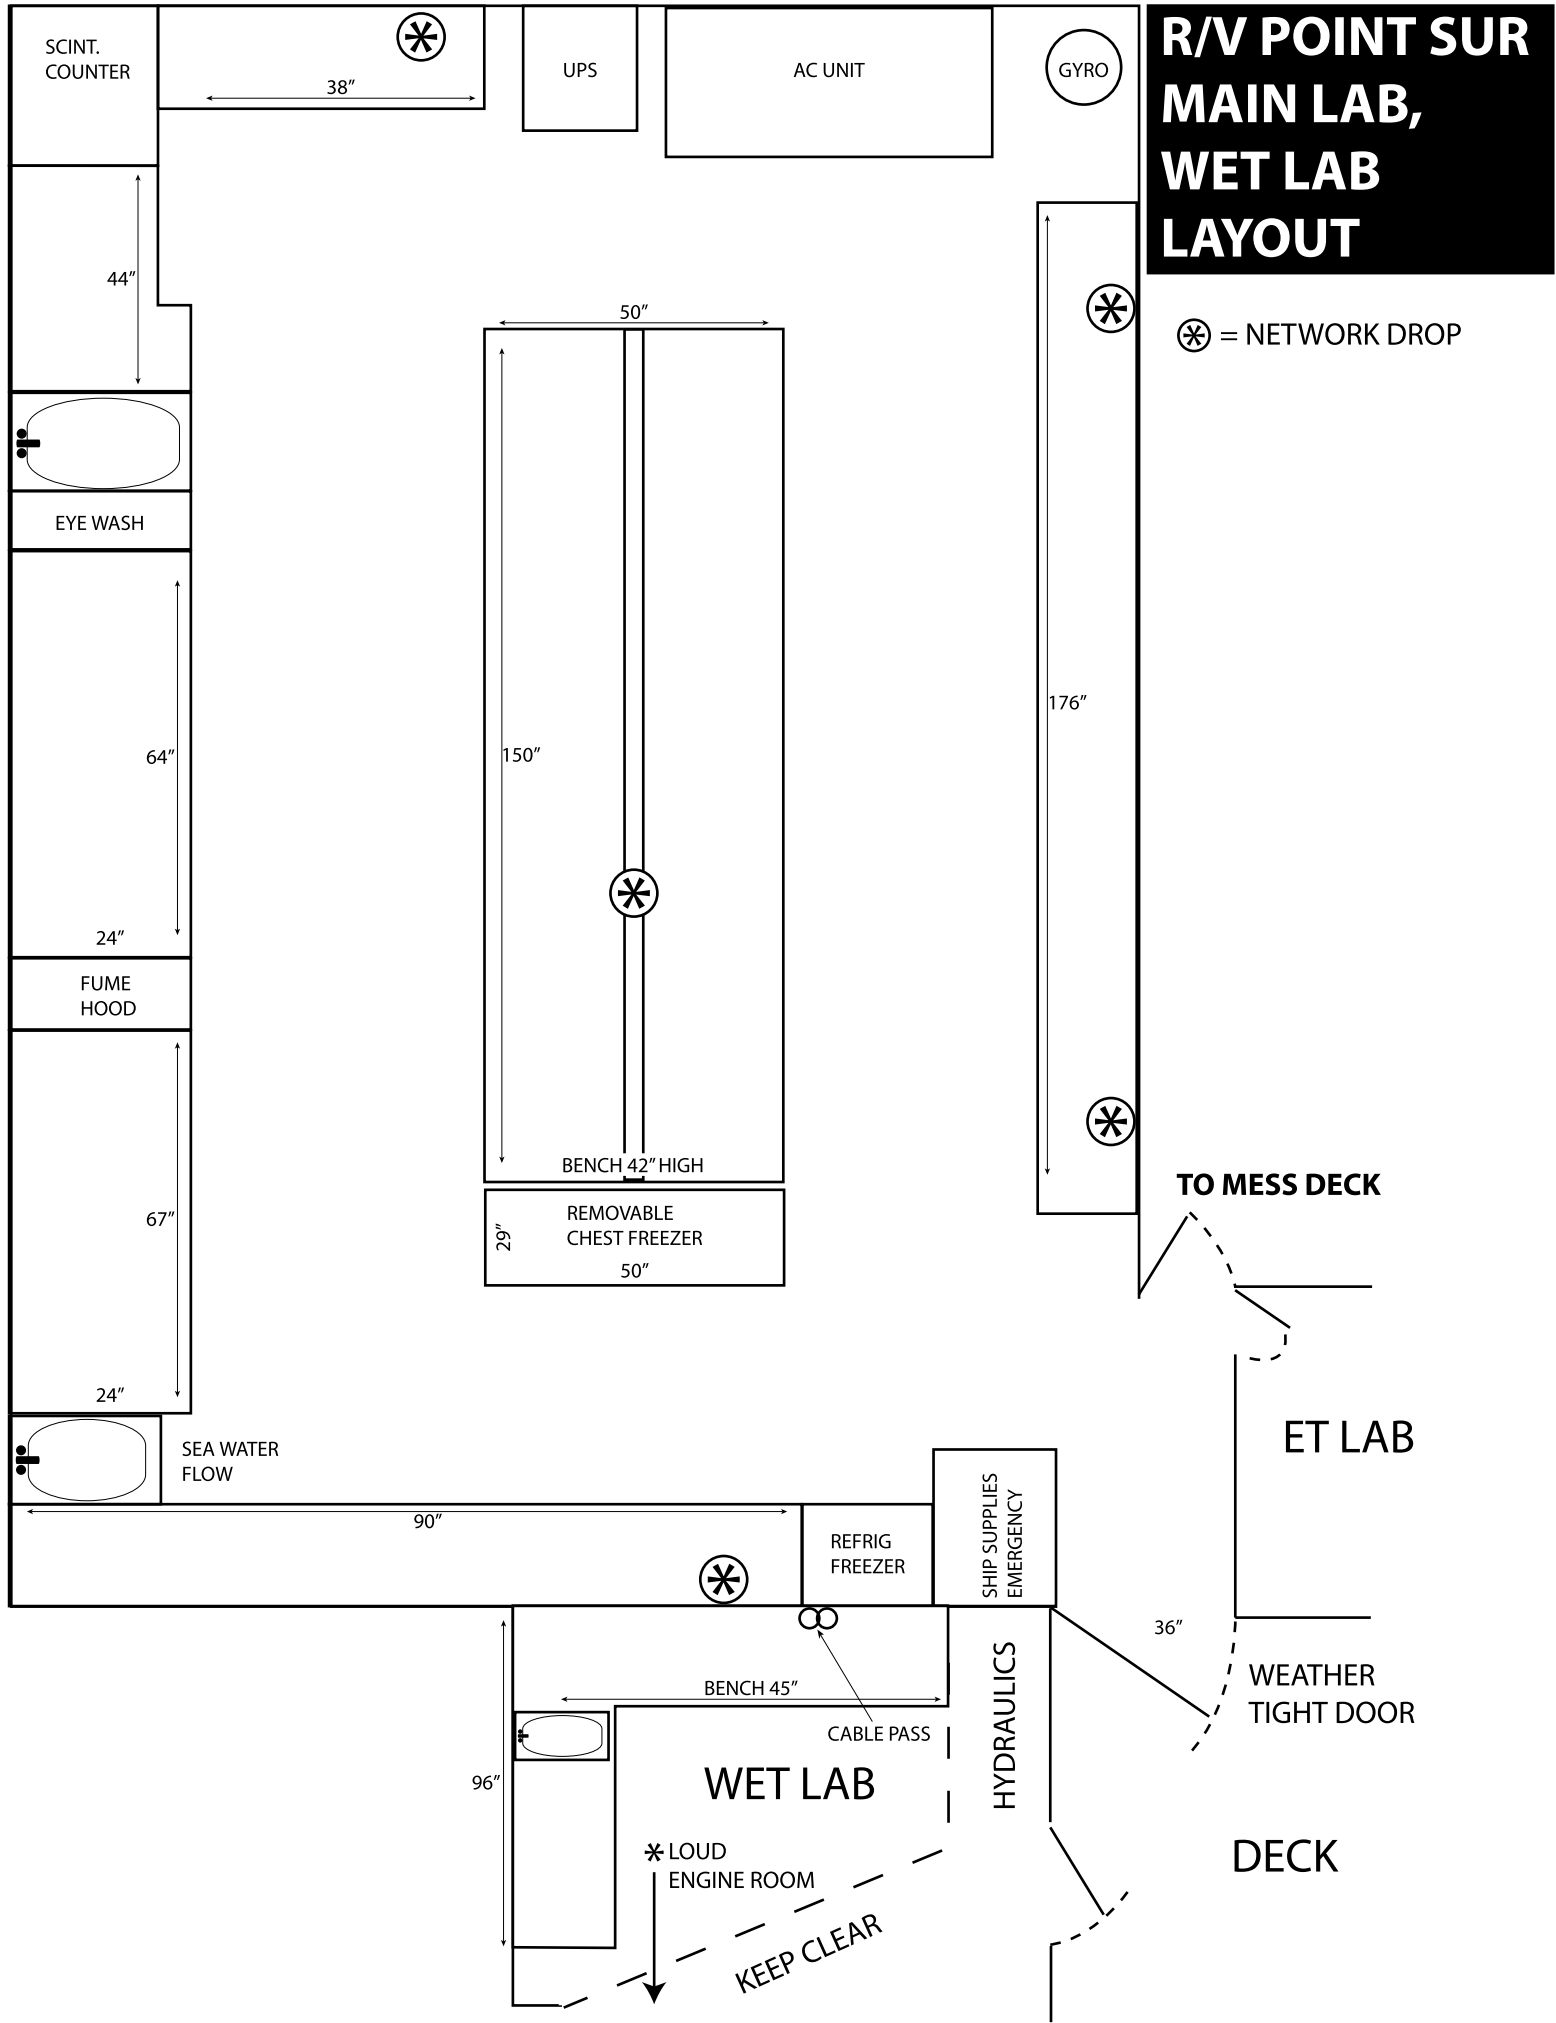 R/V POINT SUR
MAIN LAB,
WET LAB
LAYOUT
= NETWORK DROP
SCINT.
COUNTER
38”
UPS
AC UNIT
GYRO
44”
50”
EYE WASH
64”
150”
176”
24”
FUME
HOOD
BENCH 42” HIGH
REMOVABLE
CHEST FREEZER
29”
50”
67”
24”
TO MESS DECK
ET LAB
SEA WATER
FLOW
90”
REFRIG
FREEZER
SHIP SUPPLIES
EMERGENCY
36”
WEATHER
TIGHT DOOR
HYDRAULICS
BENCH 45”
CABLE PASS
96”
WET LAB
DECK
* LOUD
ENGINE ROOM
KEEP CLEAR